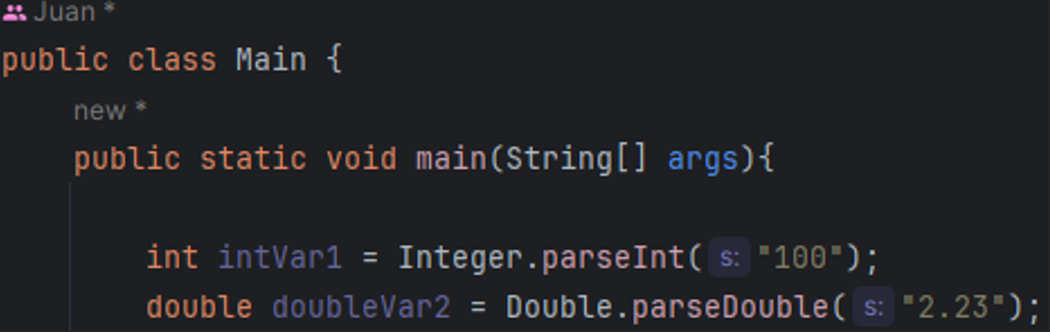 Juan *
public class Main {
new *
public static void main(String[] args){
int intVar1 = Integer.parseInt( s: "100");
double doubleVar2 = Double.parseDouble( s: "2.23");